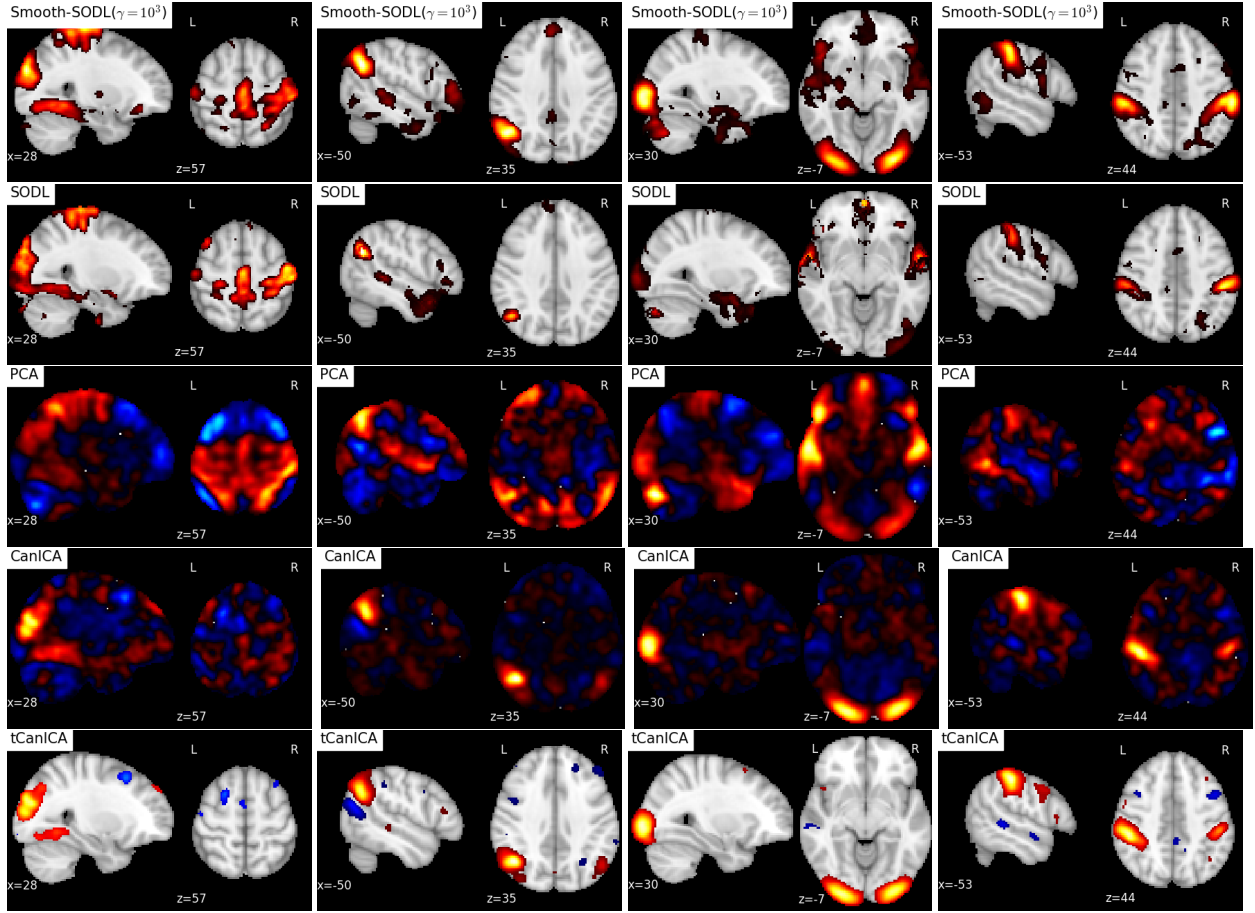 Smooth-SODL(γ = 10³) L R Smooth-SODL(γ = 10³) L R Smooth-SODL(γ = 10³) L R Smooth-SODL(γ = 10³) L R
x=28 z=57 x=-50 z=35 x=30 z=-7 x=-53 z=44
SODL L R SODL L R SODL L R SODL L R
x=28 z=57 x=-50 z=35 x=30 z=-7 x=-53 z=44
PCA L R PCA L R PCA L R PCA L R
x=28 z=57 x=-50 z=35 x=30 z=-7 x=-53 z=44
CanICA L R CanICA L R CanICA L R CanICA L R
x=28 z=57 x=-50 z=35 x=30 z=-7 x=-53 z=44
tCanICA L R tCanICA L R tCanICA L R tCanICA L R
x=28 z=57 x=-50 z=35 x=30 z=-7 x=-53 z=44